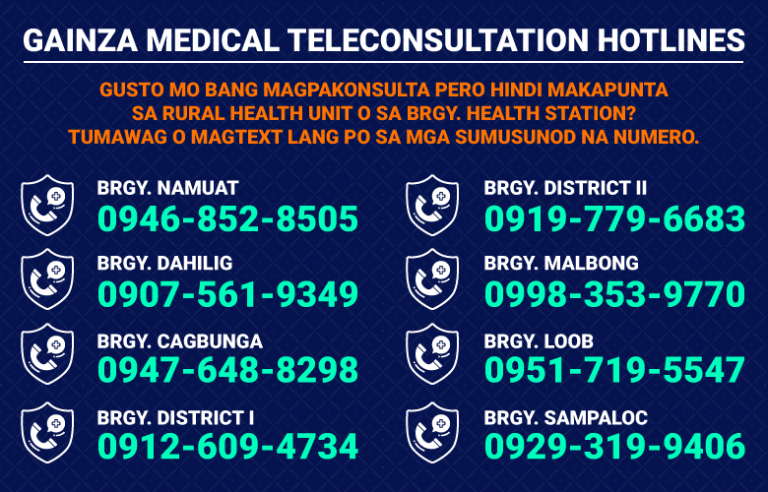 GAINZA MEDICAL TELECONSULTATION HOTLINES
GUSTO MO BANG MAGPAKONSULTA PERO HINDI MAKAPUNTA
SA RURAL HEALTH UNIT O SA BRGY. HEALTH STATION?
TUMAWAG O MAGTEXT LANG PO SA MGA SUMUSUNOD NA NUMERO.
BRGY. NAMUAT
0946-852-8505
BRGY. DAHILIG
0907-561-9349
BRGY. CAGBUNGA
0947-648-8298
BRGY. DISTRICT I
0912-609-4734
BRGY. DISTRICT II
0919-779-6683
BRGY. MALBONG
0998-353-9770
BRGY. LOOB
0951-719-5547
BRGY. SAMPALOC
0929-319-9406